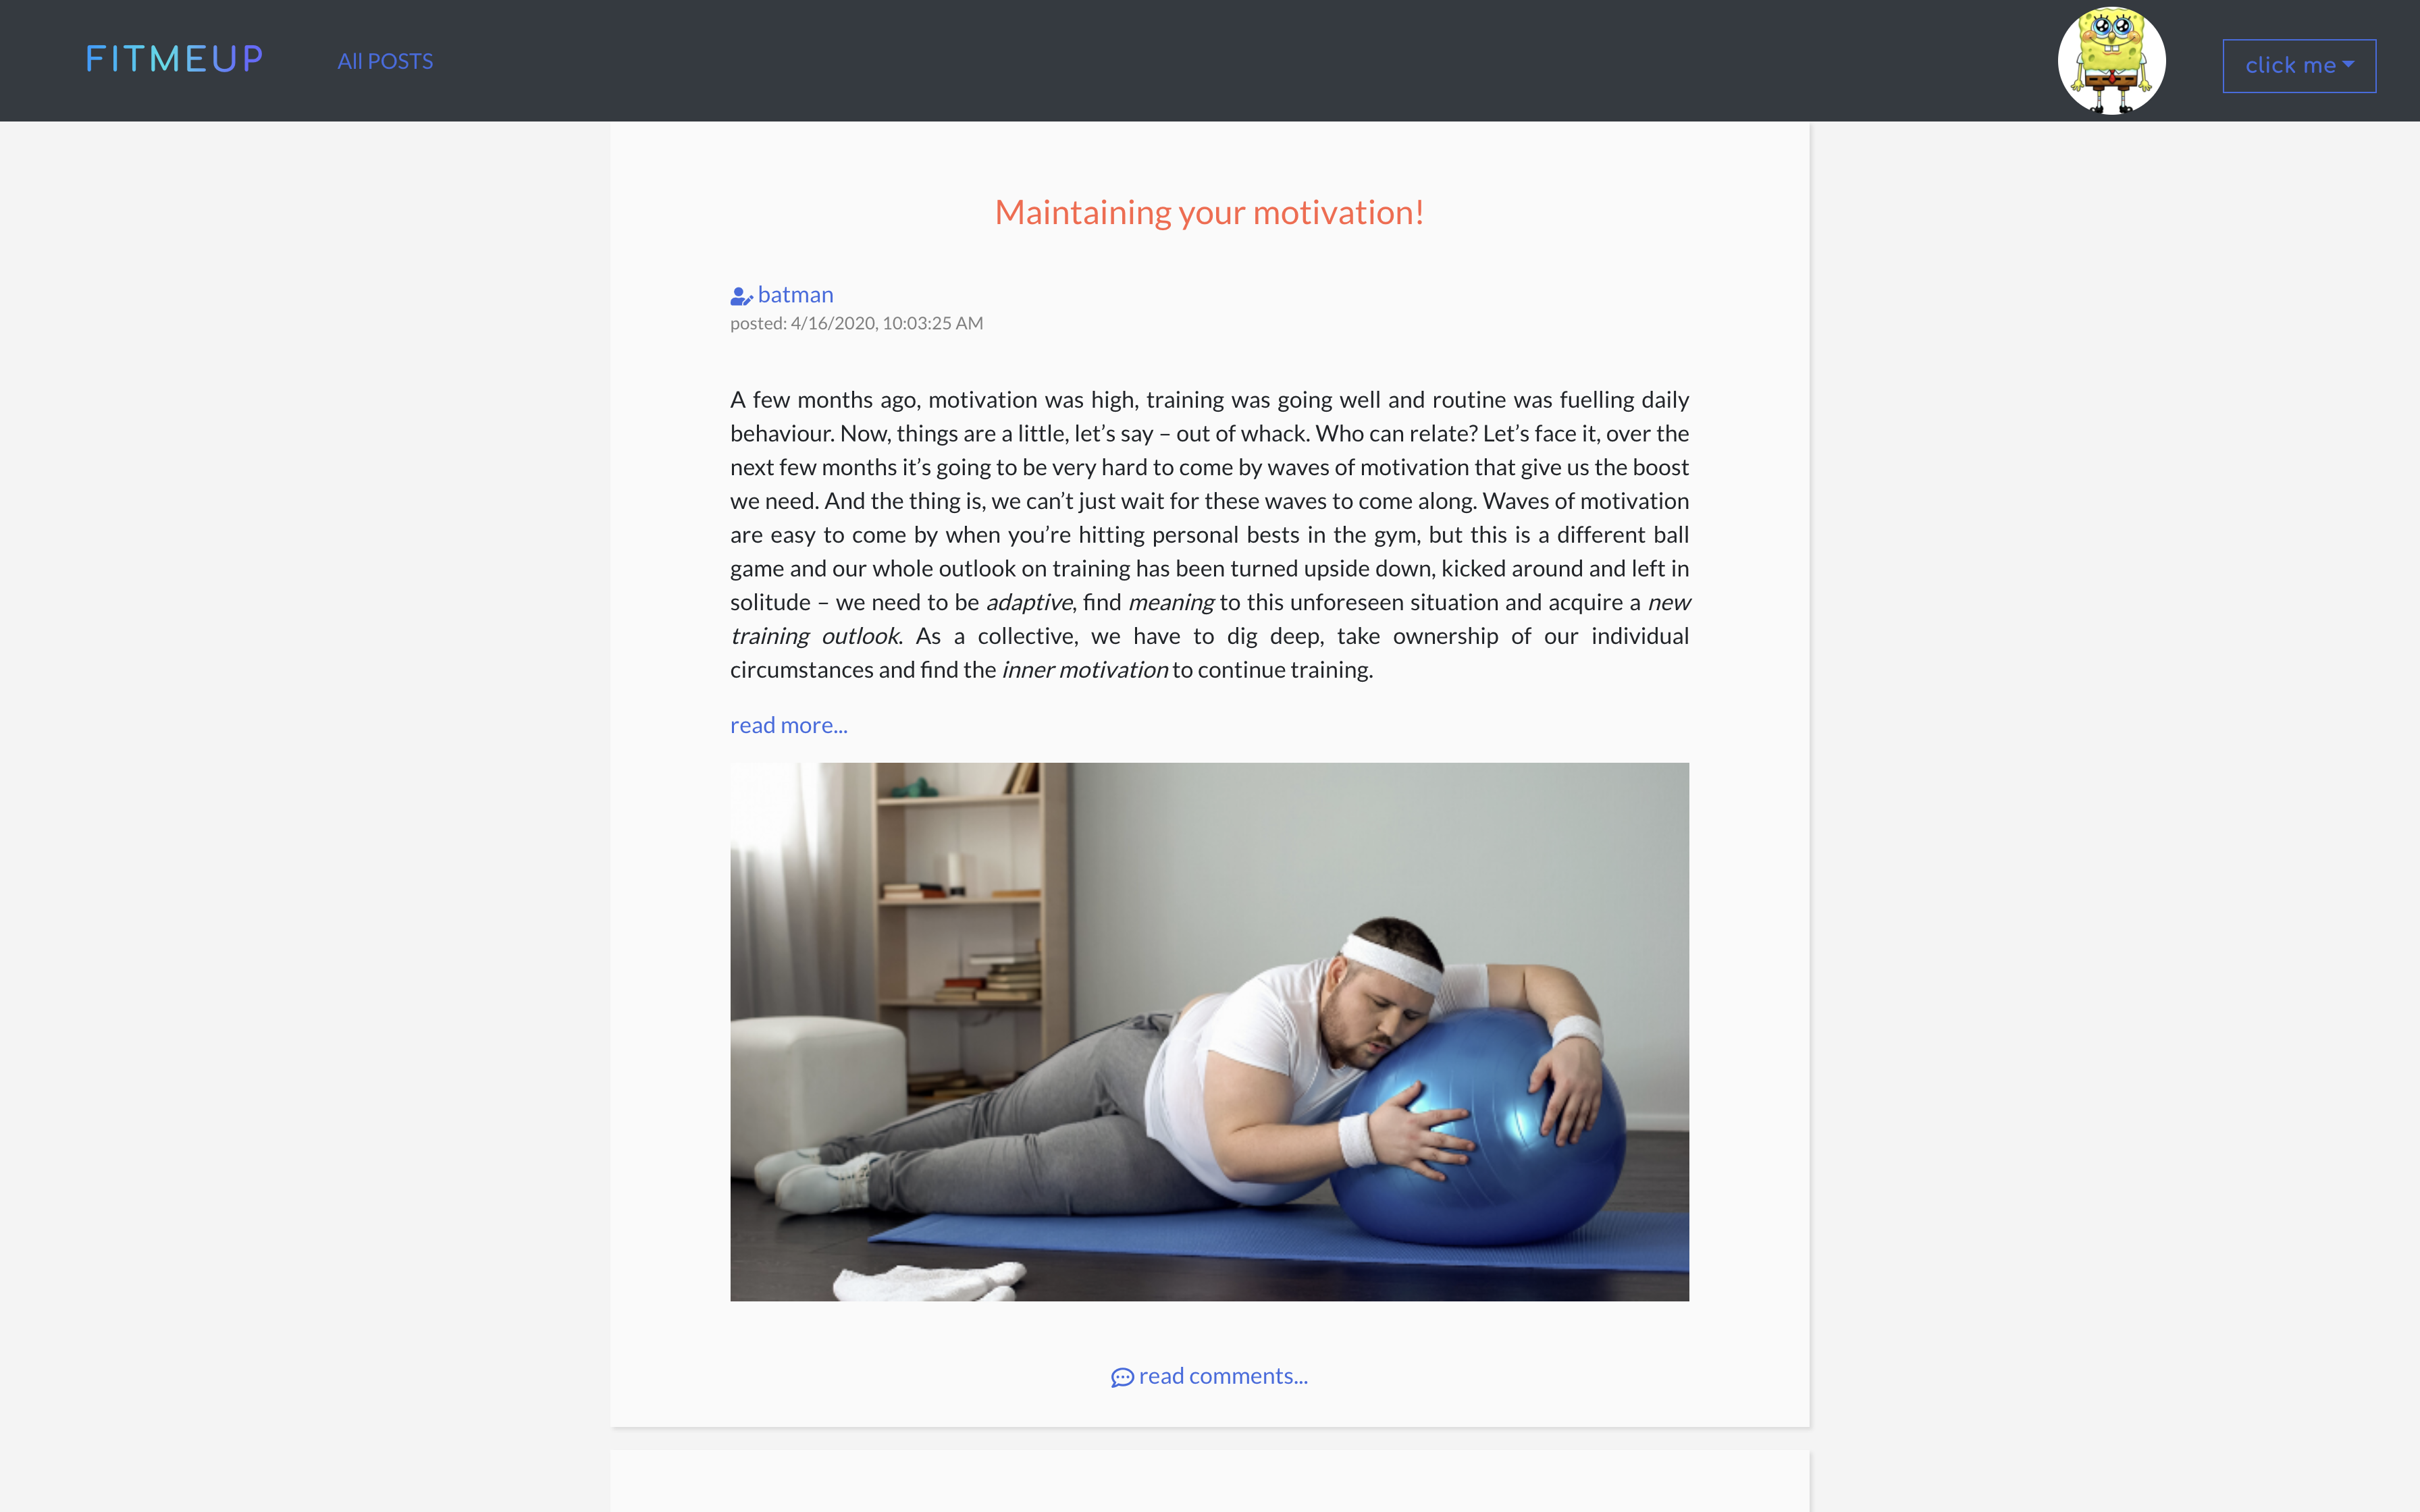 FITMEUP
All POSTS
click me
Maintaining your motivation!
batman
posted: 4/16/2020, 10:03:25 AM
A few months ago, motivation was high, training was going well and routine was fuelling daily
behaviour. Now, things are a little, let’s say – out of whack. Who can relate? Let’s face it, over the
next few months it’s going to be very hard to come by waves of motivation that give us the boost
we need. And the thing is, we can’t just wait for these waves to come along. Waves of motivation
are easy to come by when you’re hitting personal bests in the gym, but this is a different ball
game and our whole outlook on training has been turned upside down, kicked around and left in
solitude – we need to be adaptive, find meaning to this unforeseen situation and acquire a new
training outlook. As a collective, we have to dig deep, take ownership of our individual
circumstances and find the inner motivation to continue training.
read more...
read comments...